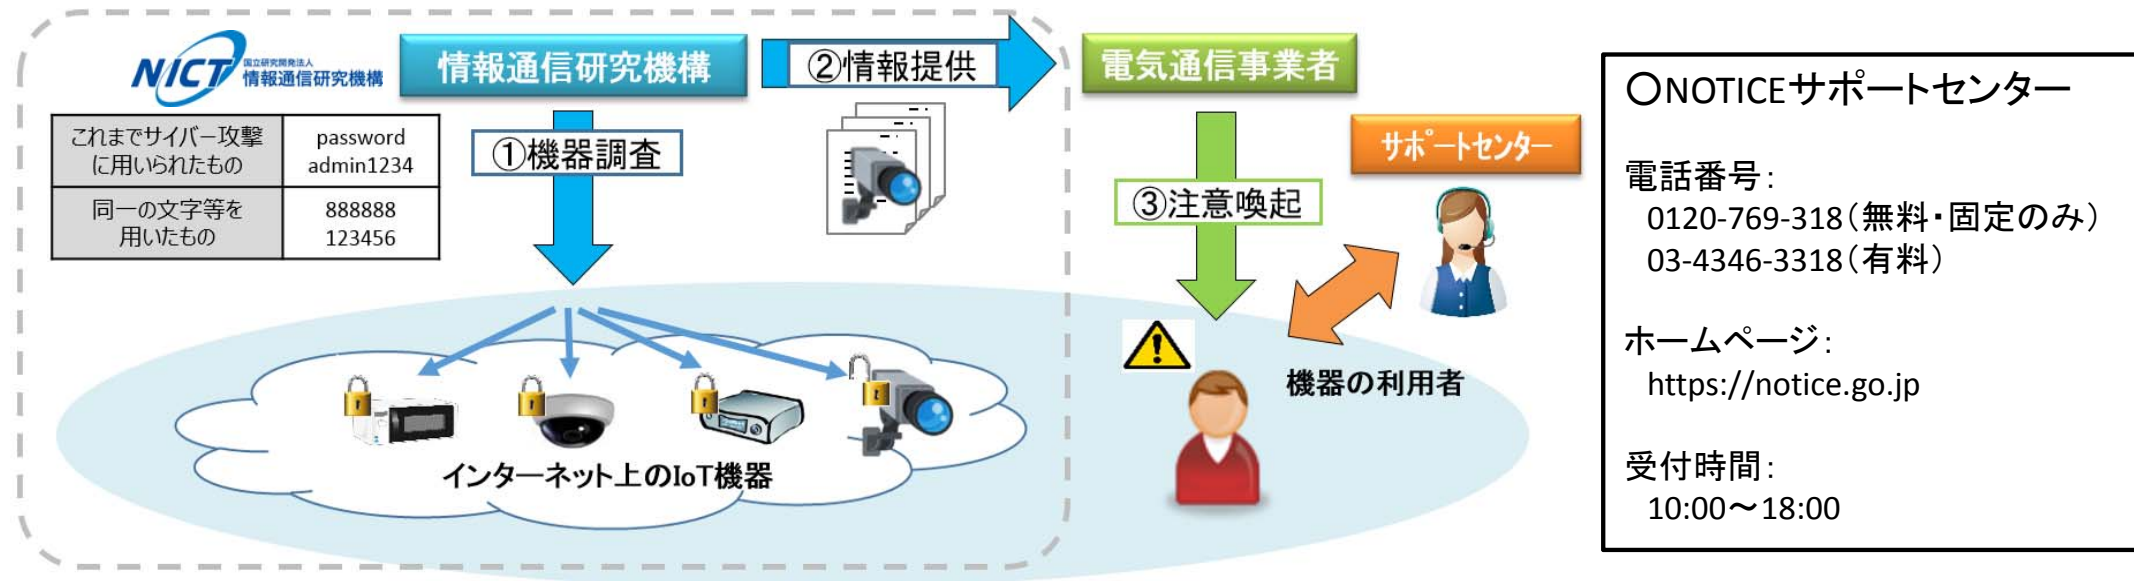 NICT
国立研究開発法人
情報通信研究機構
情報通信研究機構
②情報提供
電気通信事業者
これまでサイバー攻撃
に用いられたもの
password
admin1234
同一の文字等を
用いたもの
888888
123456
①機器調査
③注意喚起
サポートセンター
機器の利用者
インターネット上のIoT機器
〇NOTICEサポートセンター
電話番号:
0120-769-318(無料・固定のみ)
03-4346-3318(有料)
ホームページ:
https://notice.go.jp
受付時間:
10:00～18:00